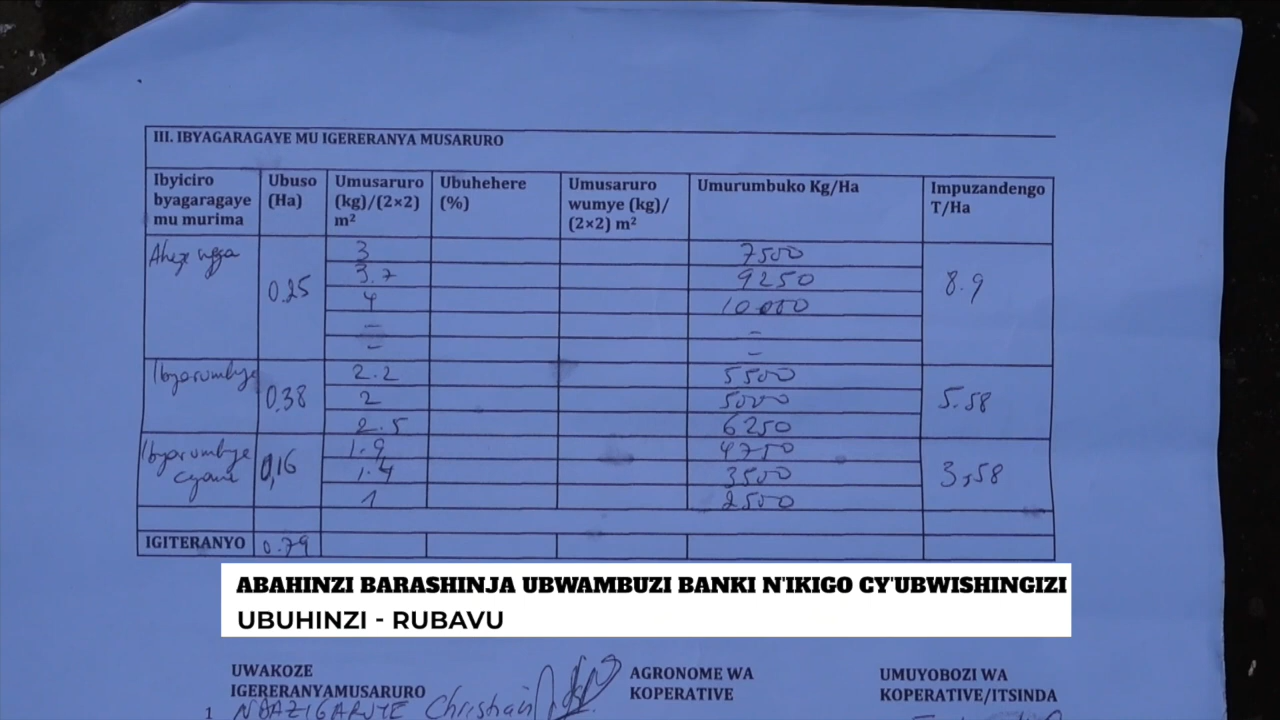 III. IBYAGARAGAYE MU IGERERANYA MUSARURO
Ibyiciro byagaragaye mu murima
Ubuso (Ha)
Umusaruro (kg)/(2×2) m²
Ubuhehere (%)
Umusaruro wumye (kg)/ (2×2) m²
Umurumbuko Kg/Ha
Impuzandengo T/Ha
0.25
3 7500
3.7 9250
4 10000
8.9
– –
– –
Ibyarumbye 0.38
2.2 5500
2 5000
2.5 6250
5.58
Ibyarumbye cyane 0,16
1.9 4750
1.4 3500
1 2500
3,58
IGITERANYO 0.79
ABAHINZI BARASHINJA UBWAMBUZI BANKI N'IKIGO CY'UBWISHINGIZI
UBUHINZI - RUBAVU
UWAKOZE IGERERANYAMUSARURO
AGRONOME WA KOPERATIVE
UMUYOBOZI WA KOPERATIVE/ITSINDA
1 Christian